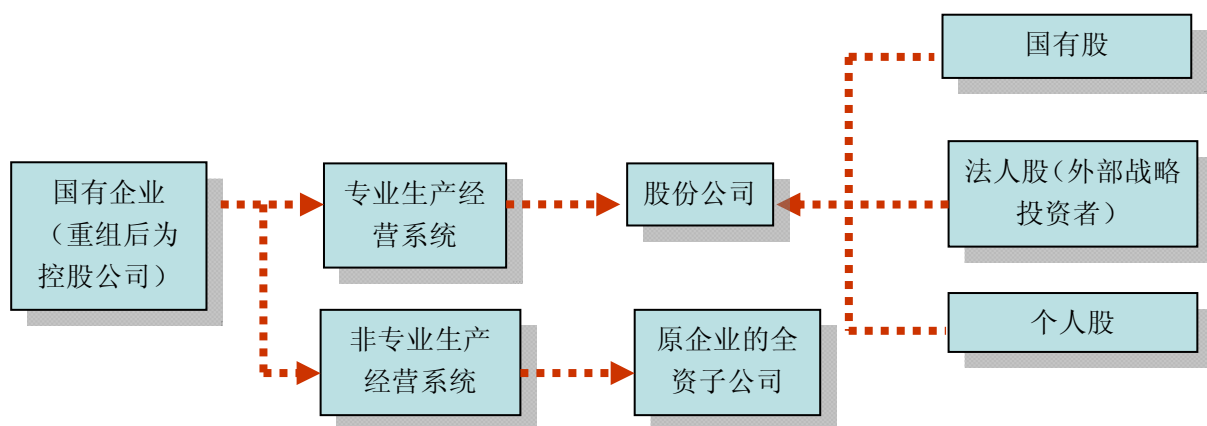 国有企业
（重组后为
控股公司）
专业生产经
营系统
非专业生产
经营系统
股份公司
原企业的全
资子公司
国有股
法人股（外部战略
投资者）
个人股